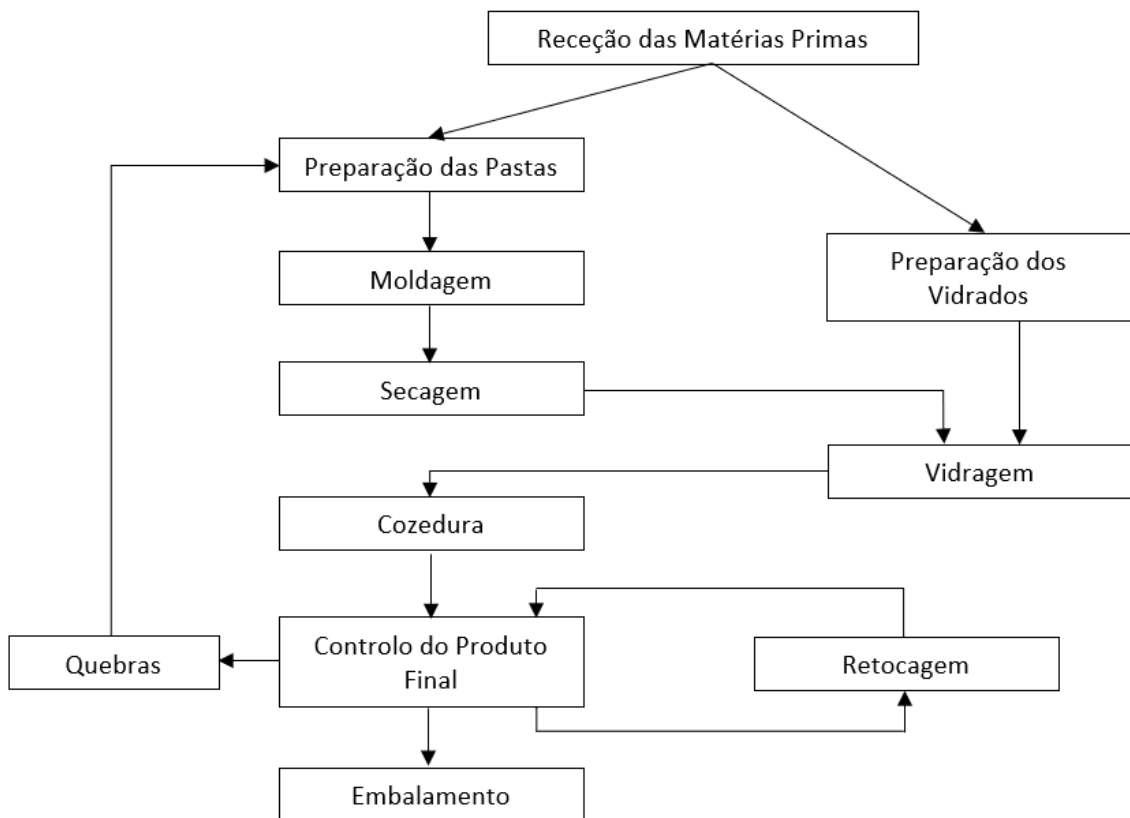 Receção das Matérias Primas
Preparação das Pastas
Preparação dos
Vidrados
Moldagem
Secagem
Vidragem
Cozedura
Controlo do Produto
Final
Quebras
Retocagem
Embalamento